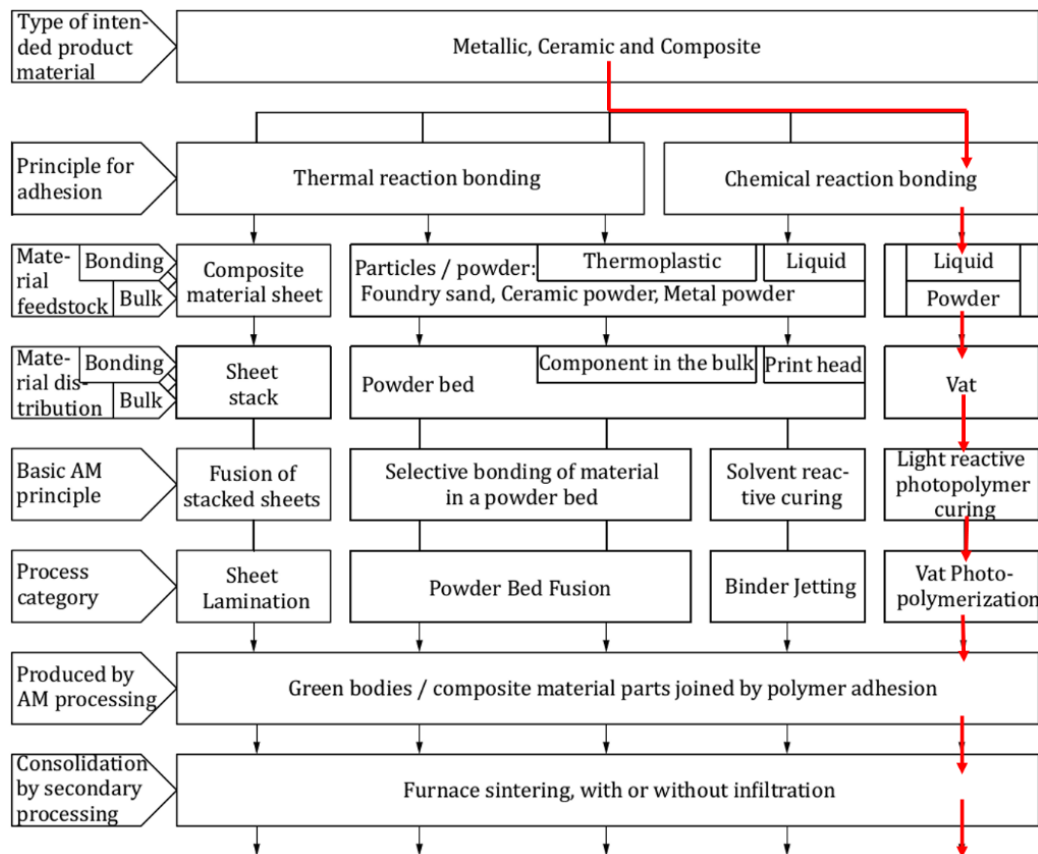 Type of inten-
ded product
material
Metallic, Ceramic and Composite
Principle for
adhesion
Thermal reaction bonding
Chemical reaction bonding
Mate-
rial
feedstock
Bonding
Bulk
Composite
material sheet
Particles / powder:
Thermoplastic
Liquid
Foundry sand, Ceramic powder, Metal powder
Liquid
Powder
Mate-
rial dis-
tribution
Bonding
Bulk
Sheet
stack
Powder bed
Component in the bulk
Print head
Vat
Basic AM
principle
Fusion of
stacked sheets
Selective bonding of material
in a powder bed
Solvent reac-
tive curing
Light reactive
photopolymer
curing
Process
category
Sheet
Lamination
Powder Bed Fusion
Binder Jetting
Vat Photo-
polymerization
Produced by
AM processing
Green bodies / composite material parts joined by polymer adhesion
Consolidation
by secondary
processing
Furnace sintering, with or without infiltration